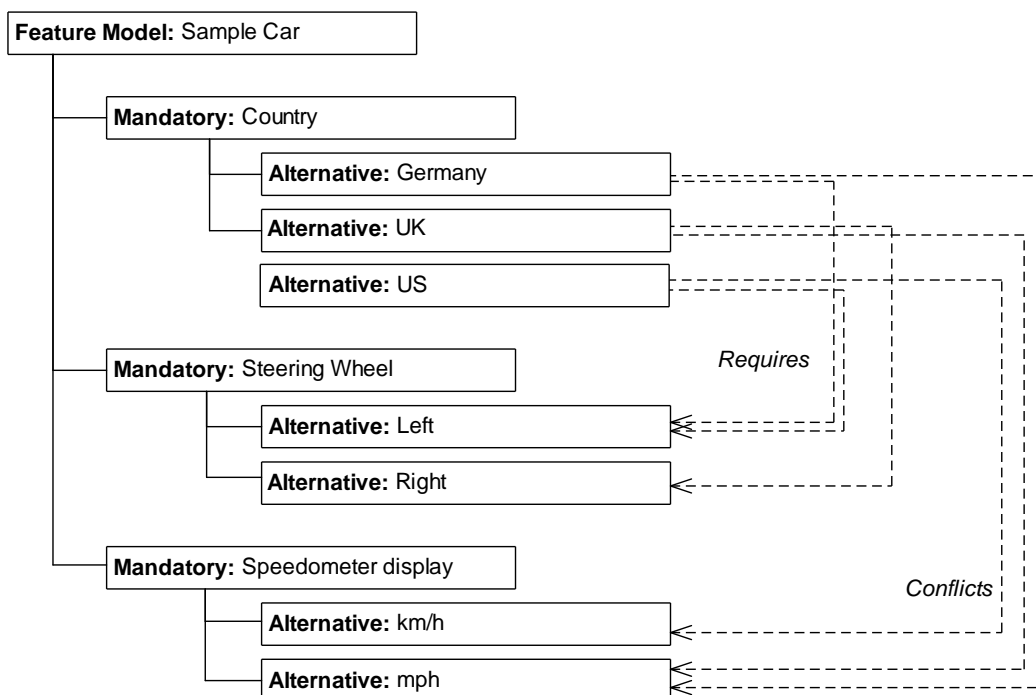 Feature Model: Sample Car
Mandatory: Country
Alternative: Germany
Alternative: UK
Alternative: US
Requires
Mandatory: Steering Wheel
Alternative: Left
Alternative: Right
Mandatory: Speedometer display
Conflicts
Alternative: km/h
Alternative: mph